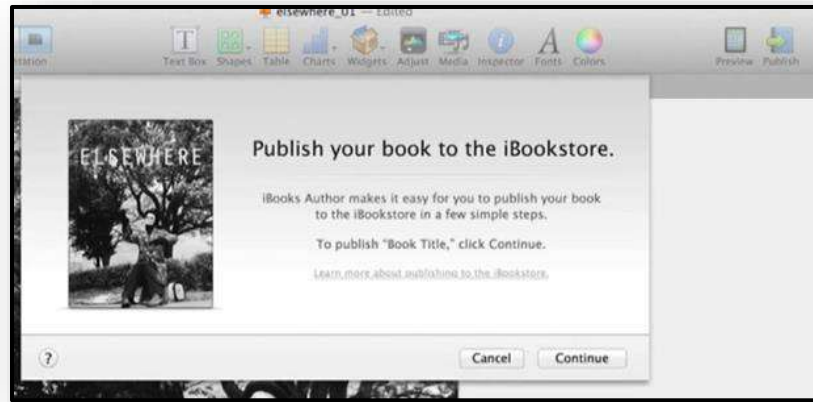 elsewhere_01 — Edited
Text Box Shapes Table Charts Widgets Adjust Media Inspector Fonts Colors Preview Publish
ELSEWHERE
Publish your book to the iBookstore.
iBooks Author makes it easy for you to publish your book
to the iBookstore in a few simple steps.
To publish "Book Title," click Continue.
Learn more about publishing to the iBookstore.
?
Cancel Continue